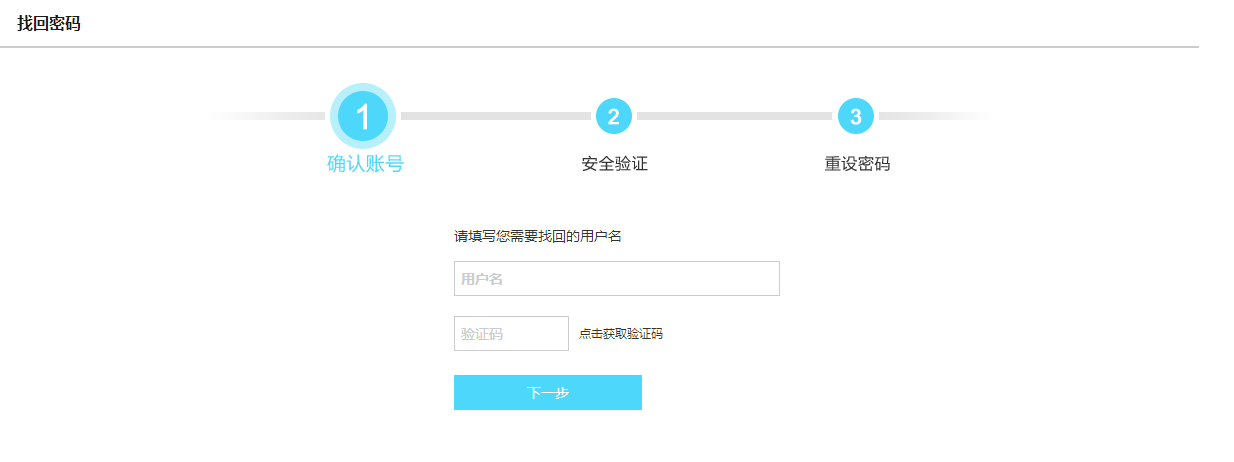 找回密码
1
2
3
确认账号
安全验证
重设密码
请填写您需要找回的用户名
用户名
验证码
点击获取验证码
下一步